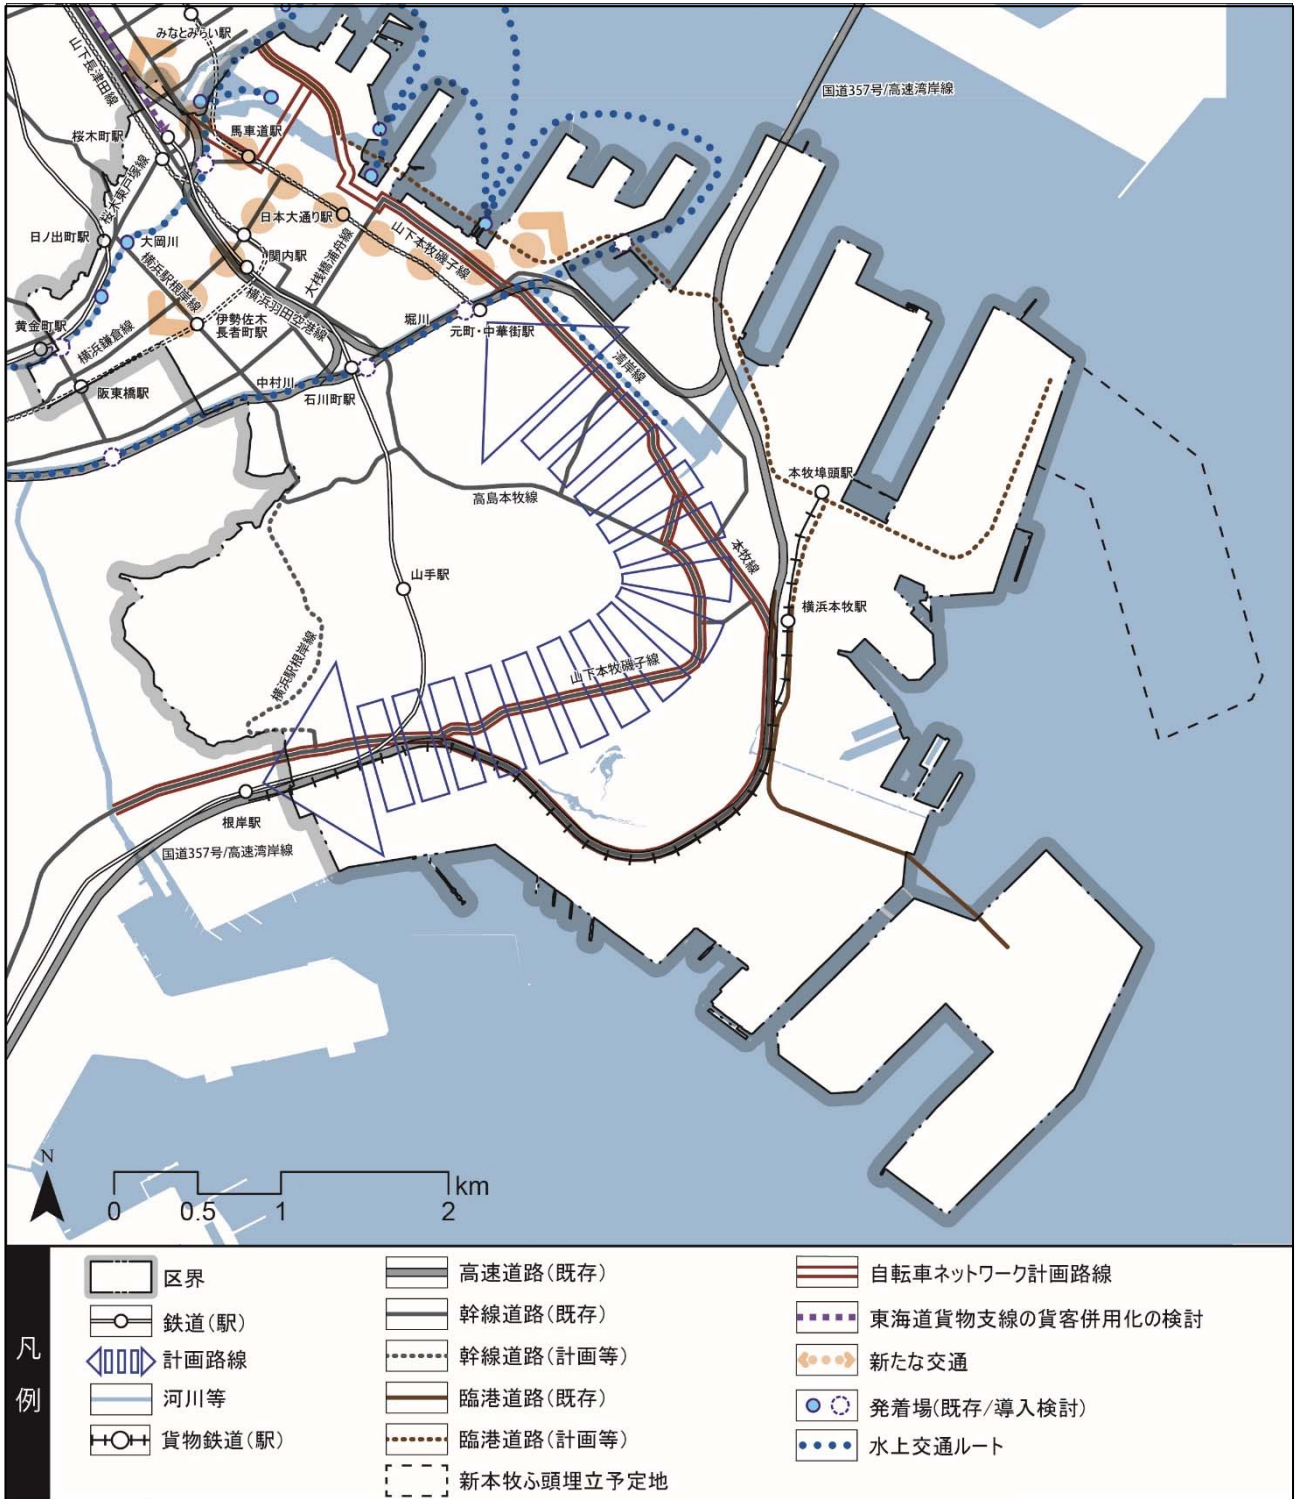 みなとみらい駅
山下長津田線
国道357号/高速湾岸線
桜木町駅
馬車道駅
桜木東戸塚線
日本大通り駅
日ノ出町駅
大岡川
関内駅
大桟橋浦舟線
山下本牧磯子線
横浜駅根岸線
横浜羽田空港線
堀川
元町・中華街駅
伊勢佐木
長者町駅
黄金町駅
横浜鎌倉線
湾岸線
阪東橋駅
中村川
石川町駅
高島本牧線
本牧埠頭駅
本牧線
山手駅
横浜本牧駅
横浜駅根岸線
山下本牧磯子線
根岸駅
国道357号/高速湾岸線
N
km
0 0.5 1 2
凡例
区界
鉄道(駅)
計画路線
河川等
貨物鉄道(駅)
高速道路(既存)
幹線道路(既存)
幹線道路(計画等)
臨港道路(既存)
臨港道路(計画等)
新本牧ふ頭埋立予定地
自転車ネットワーク計画路線
東海道貨物支線の貨客併用化の検討
新たな交通
発着場(既存/導入検討)
水上交通ルート